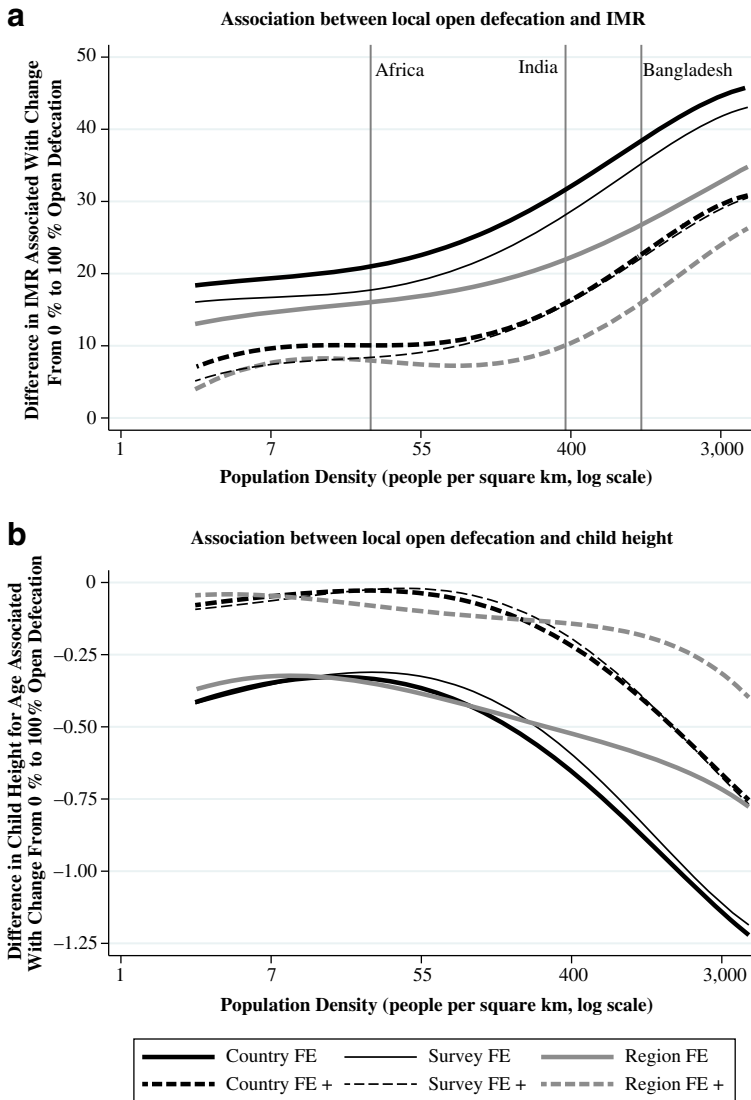 a
Association between local open defecation and IMR
Difference in IMR Associated With Change
From 0 % to 100 % Open Defecation
50
40
30
20
10
0
Africa
India
Bangladesh
1
7
55
400
3,000
Population Density (people per square km, log scale)
b
Association between local open defecation and child height
Difference in Child Height for Age Associated
With Change From 0 % to 100% Open Defecation
0
–0.25
–0.50
–0.75
–1.00
–1.25
1
7
55
400
3,000
Population Density (people per square km, log scale)
Country FE
Survey FE
Region FE
Country FE +
Survey FE +
Region FE +